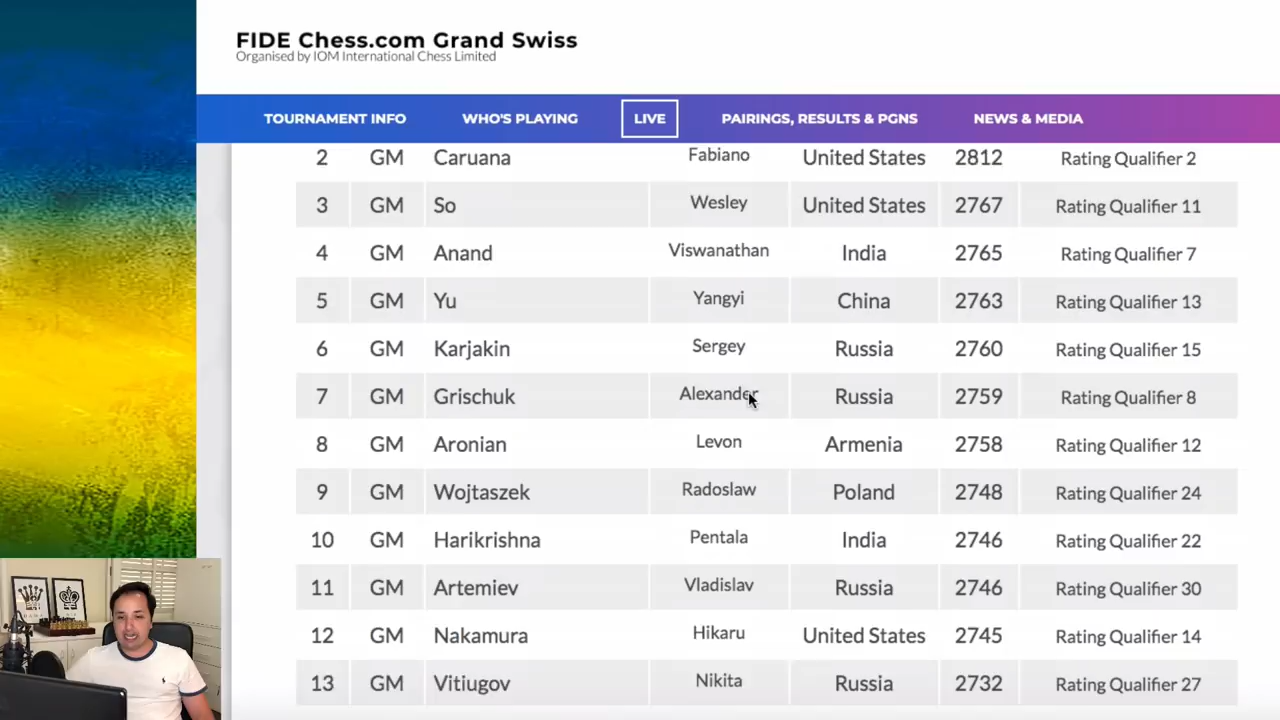 FIDE Chess.com Grand Swiss
Organised by IOM International Chess Limited
TOURNAMENT INFO WHO'S PLAYING LIVE PAIRINGS, RESULTS & PGNS NEWS & MEDIA
2 GM Caruana Fabiano United States 2812 Rating Qualifier 2
3 GM So Wesley United States 2767 Rating Qualifier 11
4 GM Anand Viswanathan India 2765 Rating Qualifier 7
5 GM Yu Yangyi China 2763 Rating Qualifier 13
6 GM Karjakin Sergey Russia 2760 Rating Qualifier 15
7 GM Grischuk Alexander Russia 2759 Rating Qualifier 8
8 GM Aronian Levon Armenia 2758 Rating Qualifier 12
9 GM Wojtaszek Radoslaw Poland 2748 Rating Qualifier 24
10 GM Harikrishna Pentala India 2746 Rating Qualifier 22
11 GM Artemiev Vladislav Russia 2746 Rating Qualifier 30
12 GM Nakamura Hikaru United States 2745 Rating Qualifier 14
13 GM Vitiugov Nikita Russia 2732 Rating Qualifier 27